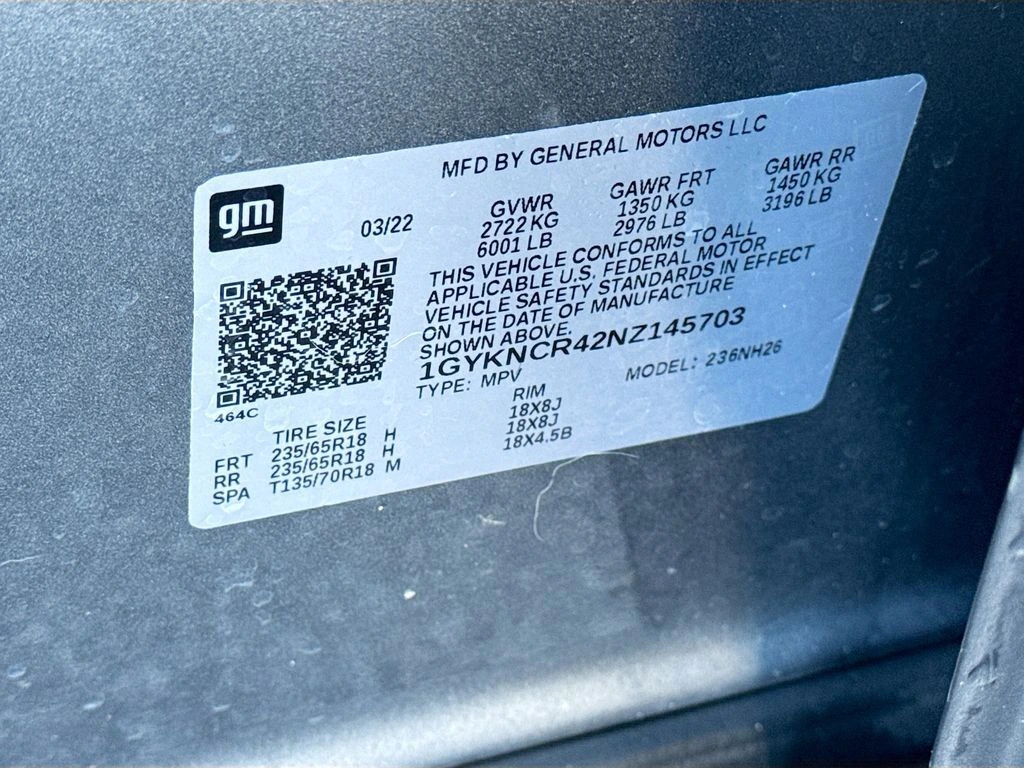 MFD BY GENERAL MOTORS LLC
gm
03/22
GVWR GAWR FRT GAWR RR
2722 KG 1350 KG 1450 KG
6001 LB 2976 LB 3196 LB
THIS VEHICLE CONFORMS TO ALL
APPLICABLE U.S. FEDERAL MOTOR
VEHICLE SAFETY STANDARDS IN EFFECT
ON THE DATE OF MANUFACTURE
SHOWN ABOVE.
1GYKNCR42NZ145703
TYPE: MPV MODEL: 236NH26
464C
TIRE SIZE RIM
FRT 235/65R18 H 18X8J
RR 235/65R18 H 18X8J
SPA T135/70R18 M 18X4.5B